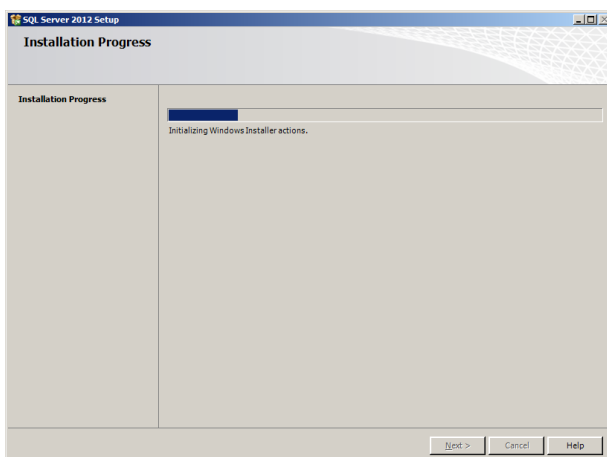 SQL Server 2012 Setup
Installation Progress
Installation Progress
Initializing Windows Installer actions.
Next >
Cancel
Help